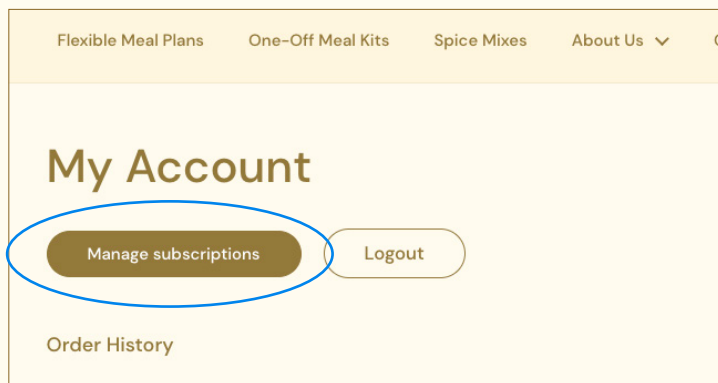 Flexible Meal Plans One-Off Meal Kits Spice Mixes About Us
My Account
Manage subscriptions Logout
Order History